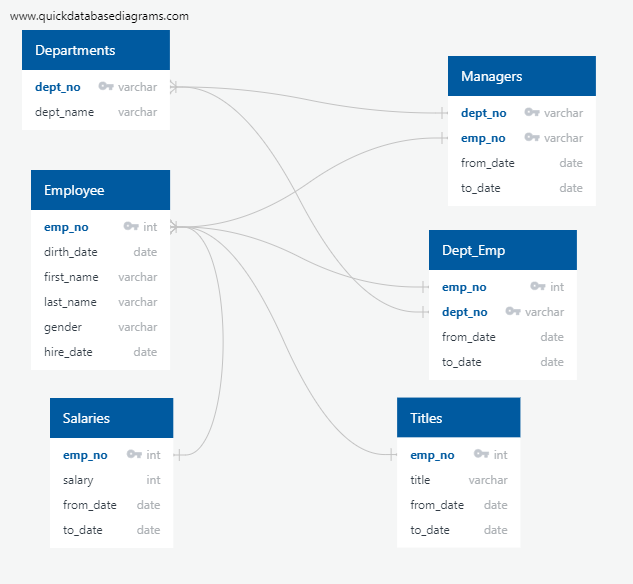 www.quickdatabasediagrams.com
Departments
dept_no varchar
dept_name varchar
Employee
emp_no int
dirth_date date
first_name varchar
last_name varchar
gender varchar
hire_date date
Salaries
emp_no int
salary int
from_date date
to_date date
Managers
dept_no varchar
emp_no varchar
from_date date
to_date date
Dept_Emp
emp_no int
dept_no varchar
from_date date
to_date date
Titles
emp_no int
title varchar
from_date date
to_date date